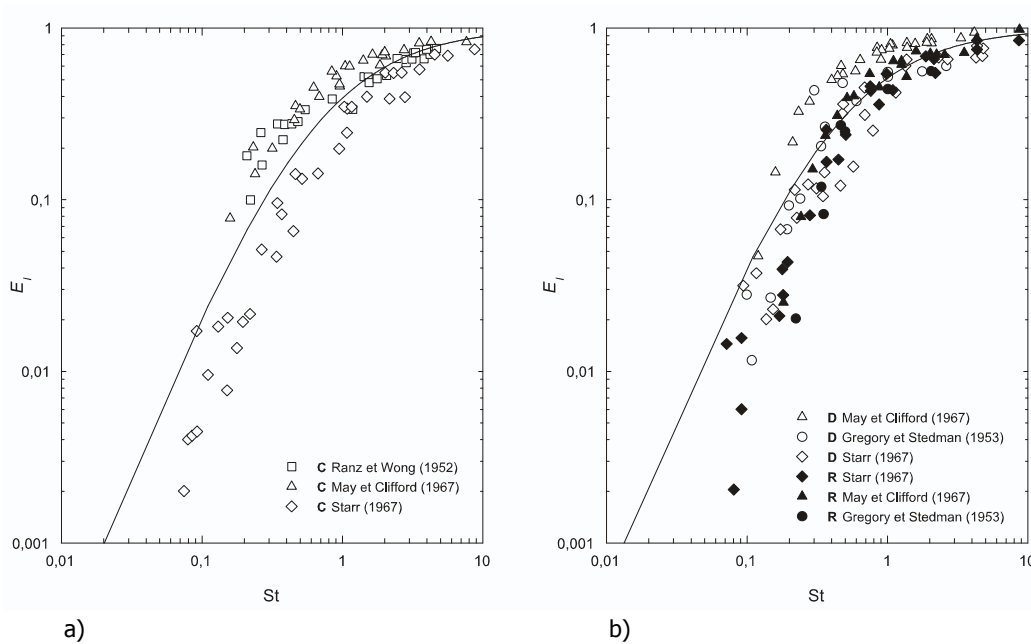 1
0,1
E_I
0,01
0,001
0,01
0,1
1
10
St
C Ranz et Wong (1952)
C May et Clifford (1967)
C Starr (1967)
a)
1
0,1
E_I
0,01
0,001
0,01
0,1
1
10
St
D May et Clifford (1967)
D Gregory et Stedman (1953)
D Starr (1967)
R Starr (1967)
R May et Clifford (1967)
R Gregory et Stedman (1953)
b)